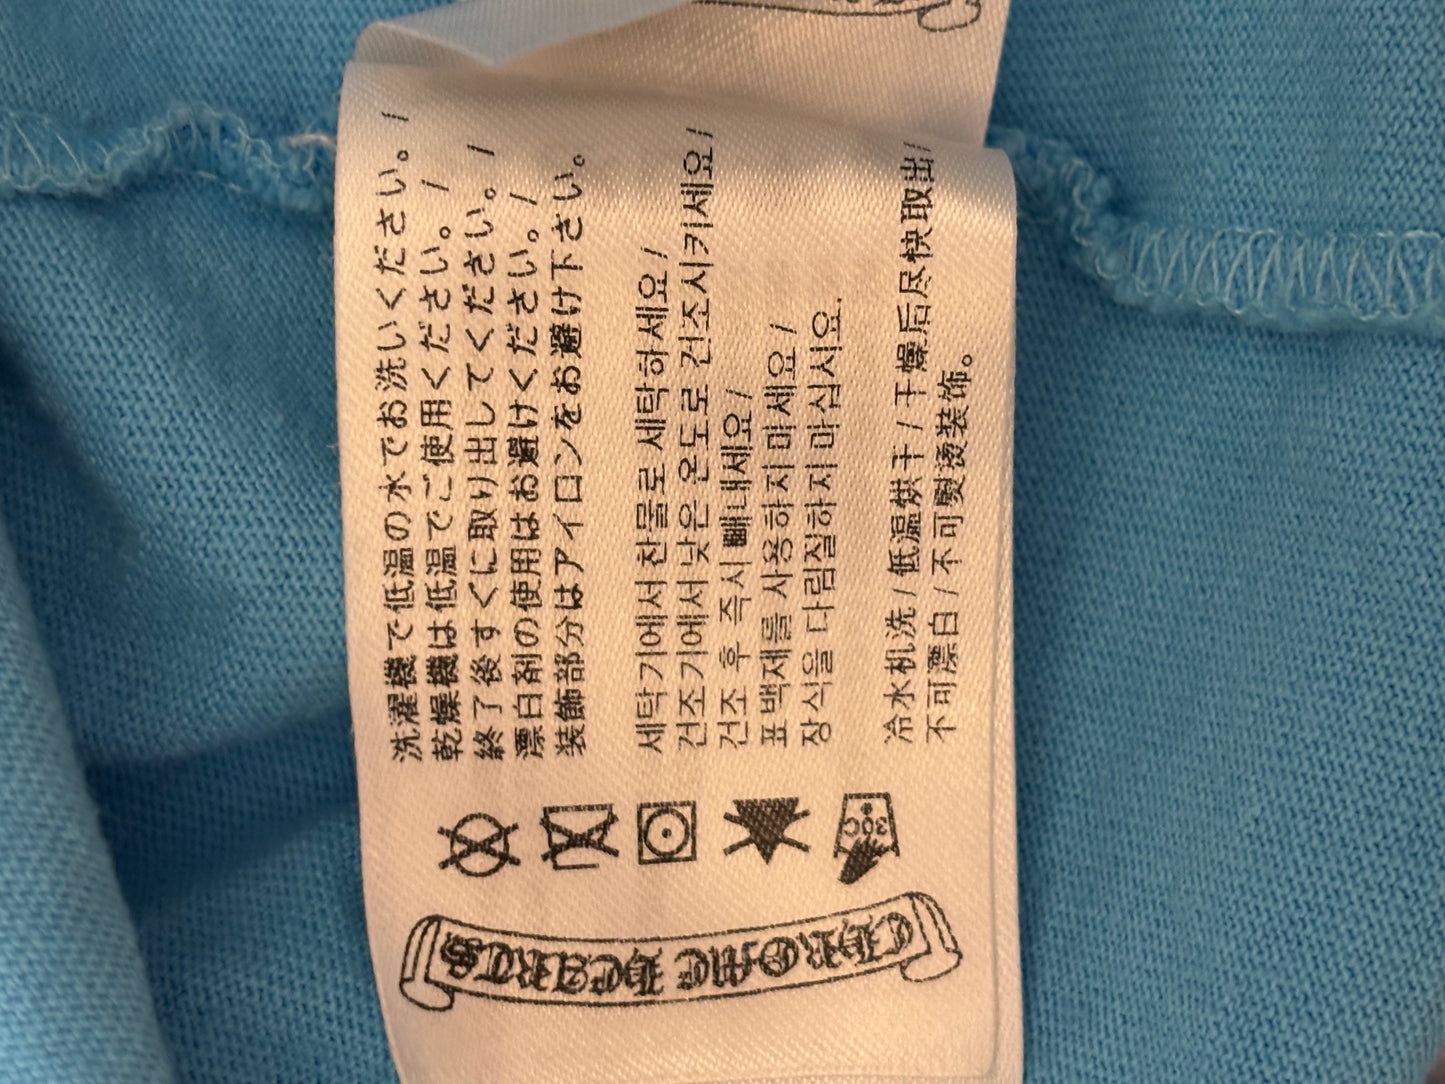 洗濯機で低温の水でお洗いください。/
乾燥機は低温でご使用ください。/
終了後すぐに取り出してください。/
漂白剤の使用はお避けください。/
装飾部分はアイロンをお避け下さい。
세탁기에서 찬물로 세탁하세요/
건조기에서 낮은 온도로 건조시키세요/
건조 후 즉시 빼내세요/
표백제를 사용하지 마세요/
장식을 다림질하지 마십시요.
冷水机洗/低温烘干/干燥后尽快取出/
不可漂白/不可熨烫装饰。
30C
CHROME HEARTS